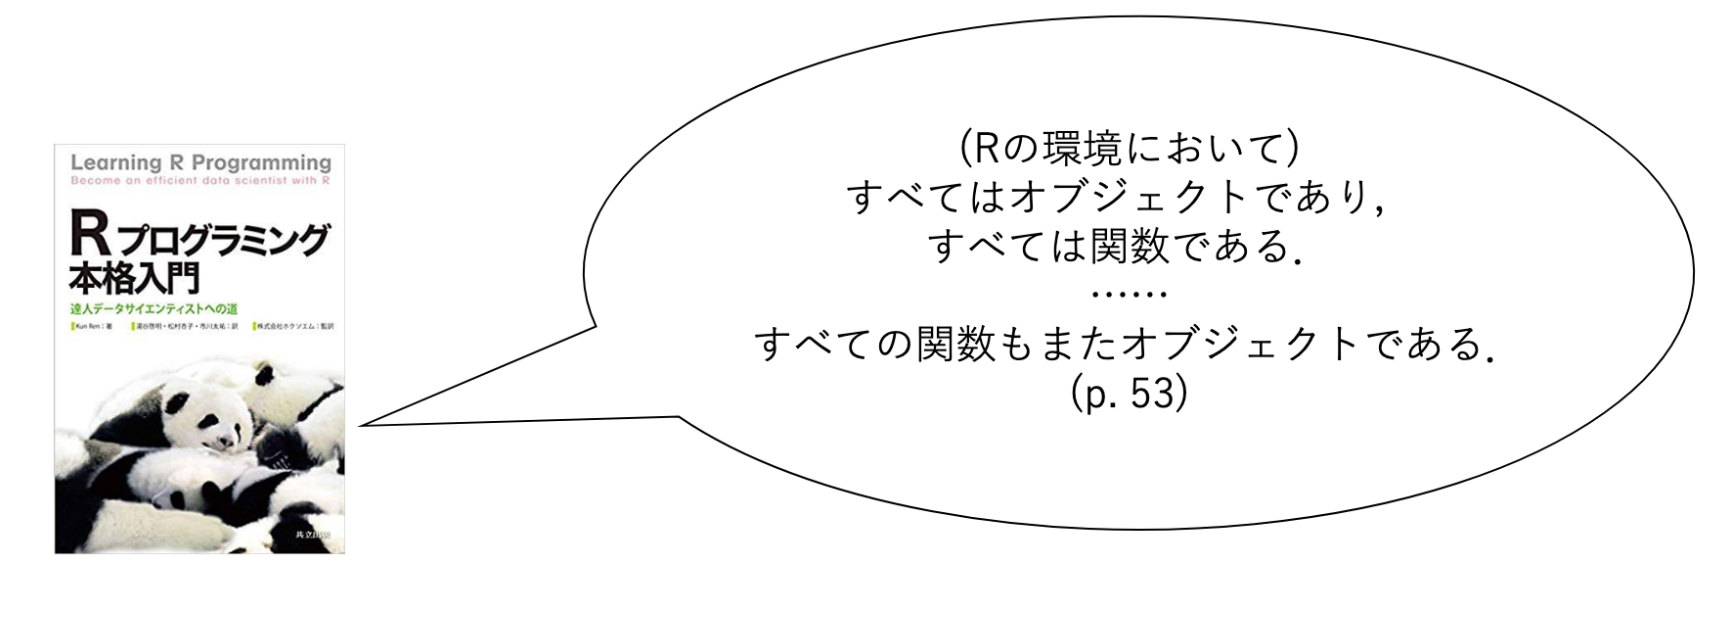 Learning R Programming
Become an efficient data scientist with R
Rプログラミング
本格入門
達人データサイエンティストへの道
Kun Ren:著 湯谷啓明・松村杏子・市川太祐:訳 株式会社ホクソエム:監訳
共立出版
(Rの環境において)
すべてはオブジェクトであり,
すべては関数である.
……
すべての関数もまたオブジェクトである.
(p. 53)